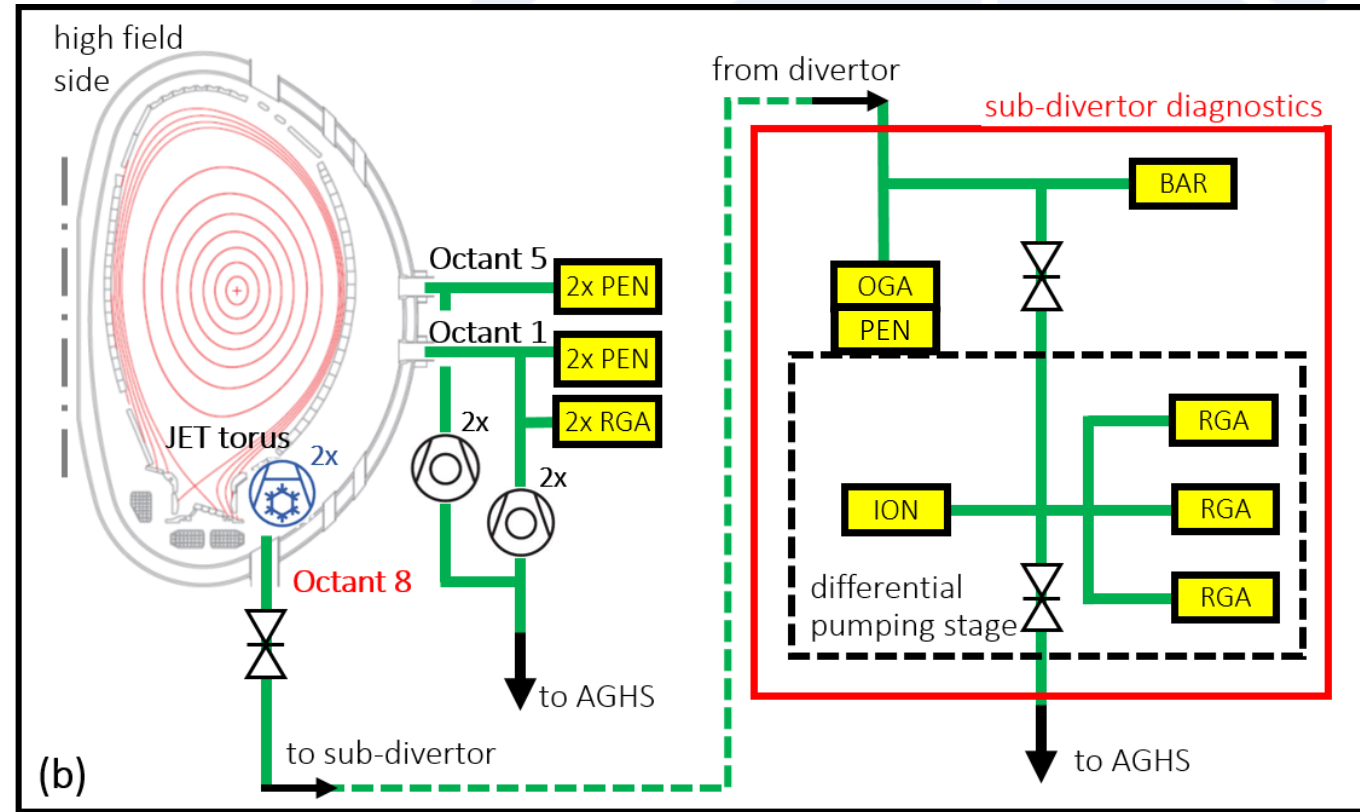 high field
side
from divertor
sub-divertor diagnostics
BAR
Octant 5
2x PEN
OGA
PEN
Octant 1
2x PEN
2x RGA
RGA
JET torus
2x
2x
2x
ION
RGA
RGA
Octant 8
differential
pumping stage
to AGHS
to sub-divertor
to AGHS
(b)